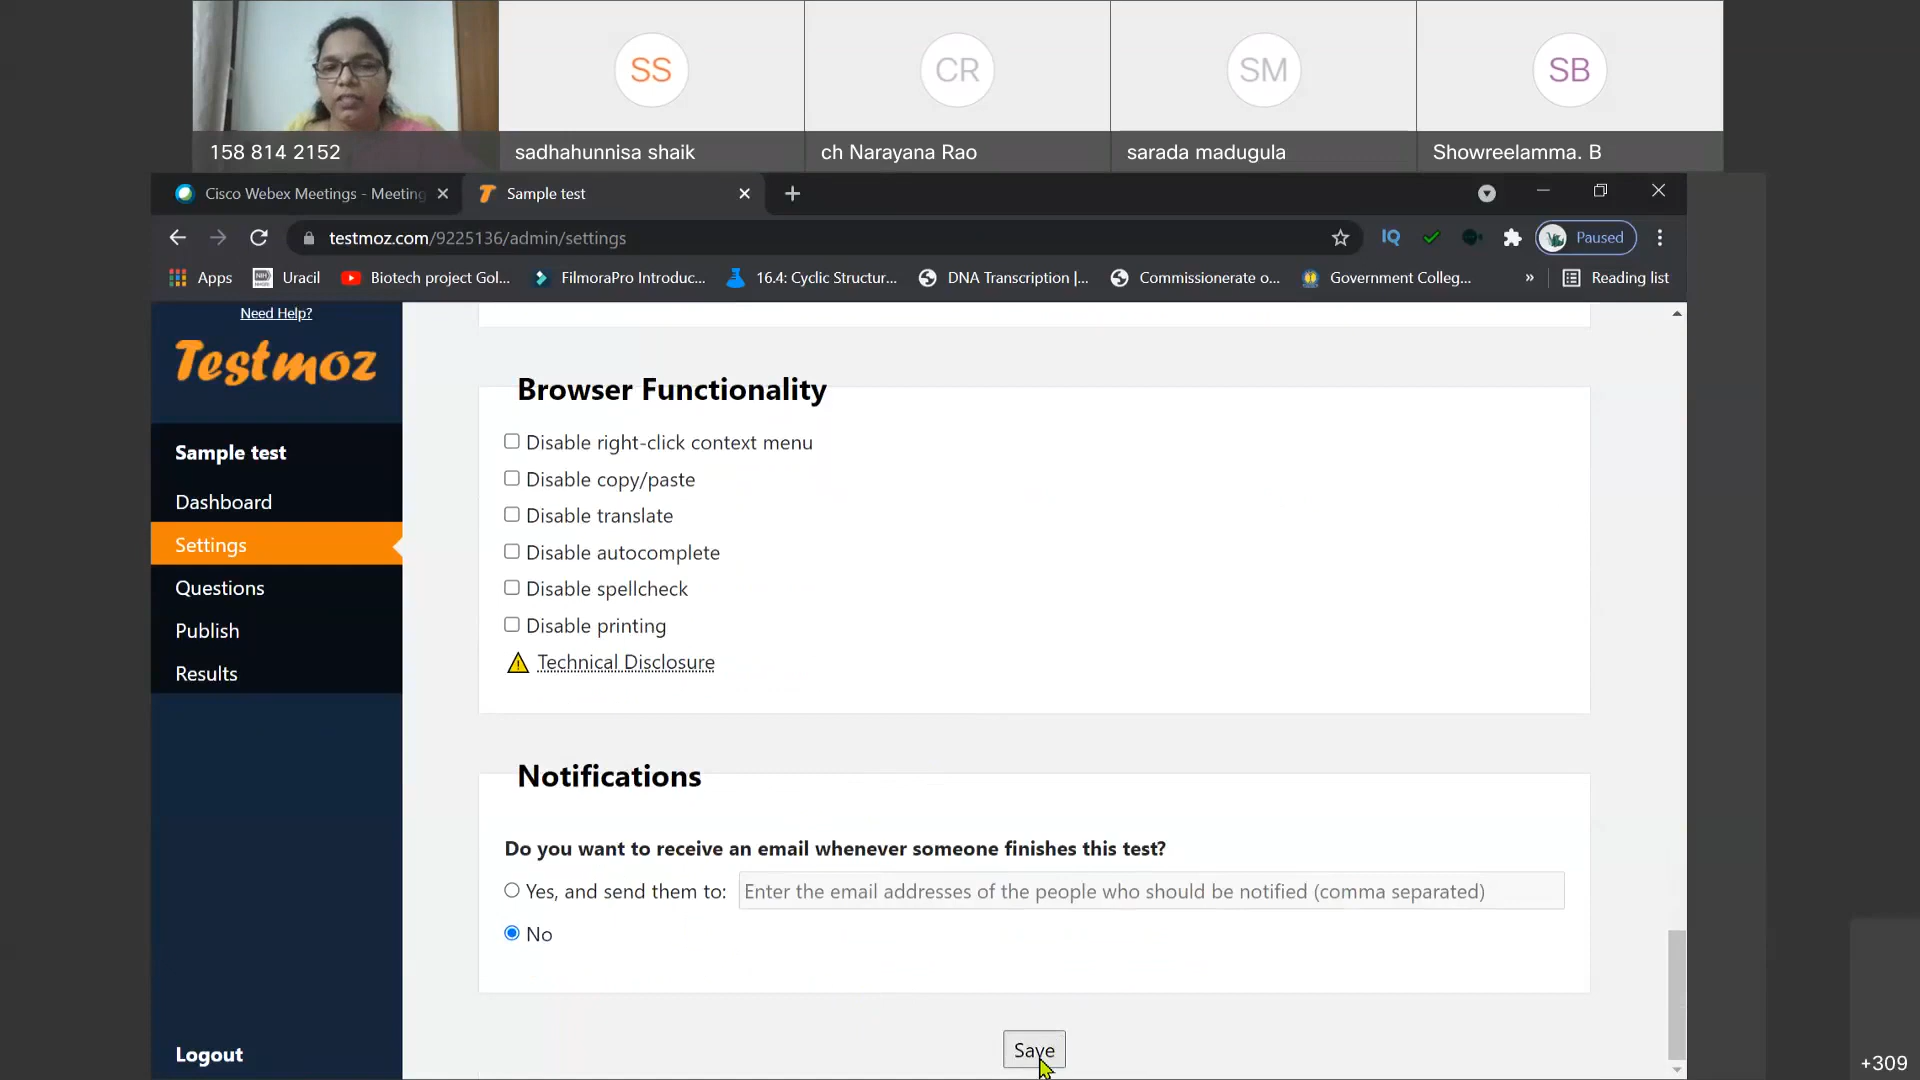 SS
CR
SM
SB
158 814 2152
sadhahunnisa shaik
ch Narayana Rao
sarada madugula
Showreelamma. B
Cisco Webex Meetings - Meeting
Sample test
testmoz.com/9225136/admin/settings
IQ
Paused
Apps
Uracil
Biotech project Gol...
FilmoraPro Introduc...
16.4: Cyclic Structur...
DNA Transcription |...
Commissionerate o...
Government Colleg...
»
Reading list
Need Help?
Testmoz
Sample test
Dashboard
Settings
Questions
Publish
Results
Logout
Browser Functionality
Disable right-click context menu
Disable copy/paste
Disable translate
Disable autocomplete
Disable spellcheck
Disable printing
Technical Disclosure
Notifications
Do you want to receive an email whenever someone finishes this test?
Yes, and send them to: Enter the email addresses of the people who should be notified (comma separated)
No
Save
+309